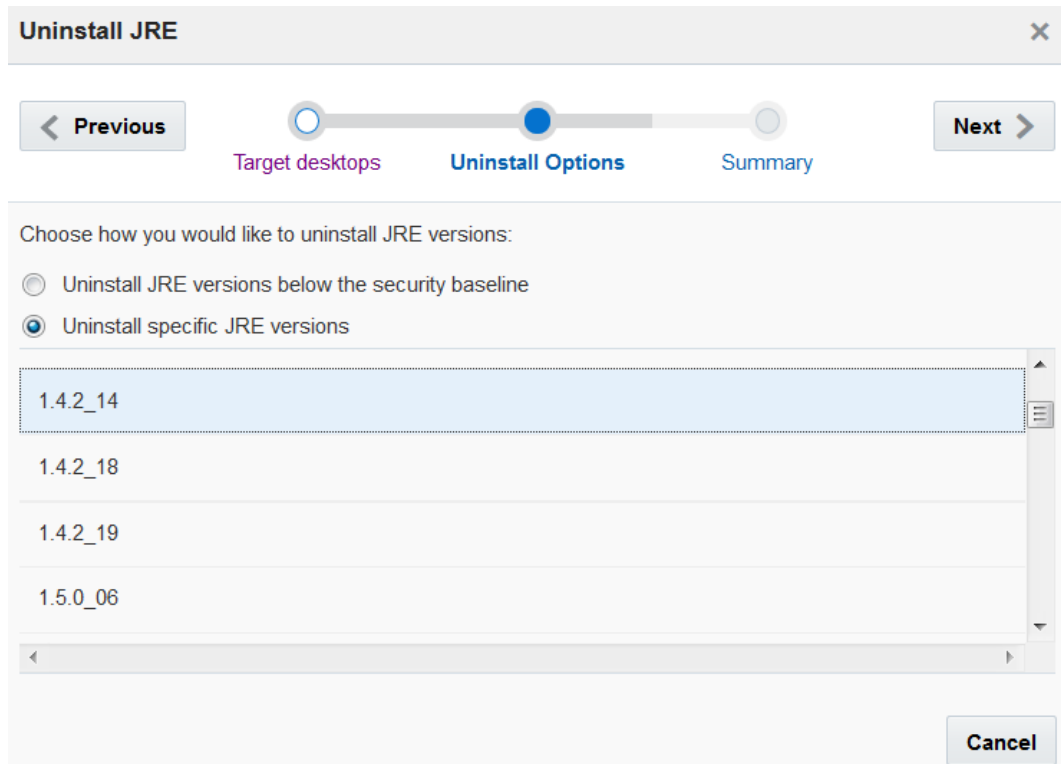 Uninstall JRE
Previous
Next
Target desktops
Uninstall Options
Summary
Choose how you would like to uninstall JRE versions:
Uninstall JRE versions below the security baseline
Uninstall specific JRE versions
1.4.2_14
1.4.2_18
1.4.2_19
1.5.0_06
Cancel